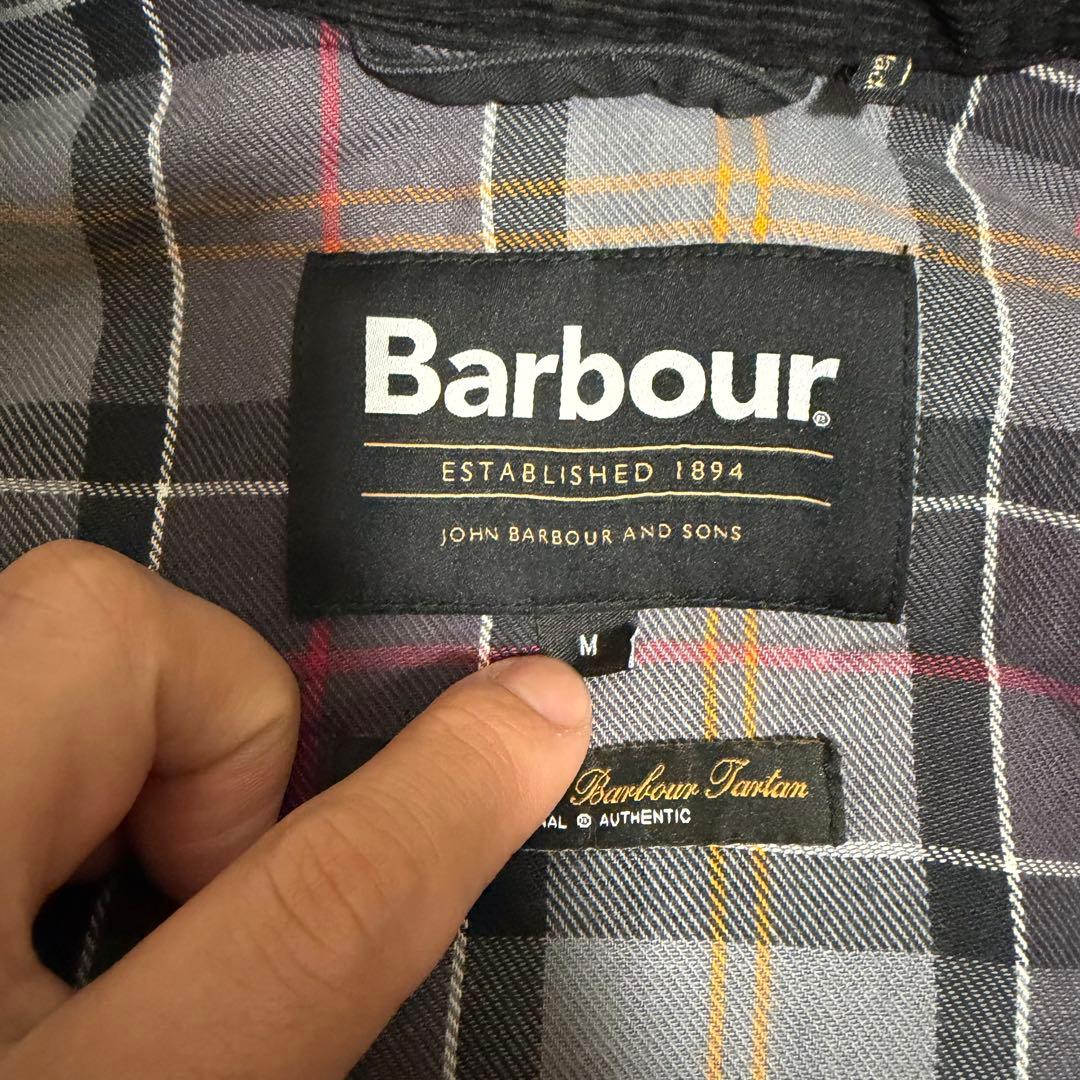 Barbour
ESTABLISHED 1894
JOHN BARBOUR AND SONS
M
Barbour Tartan
AUTHENTIC